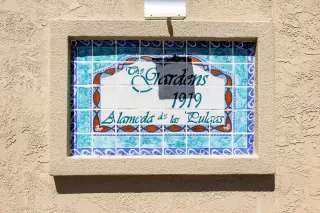 The Gardens
1919
Alameda de las Pulgas